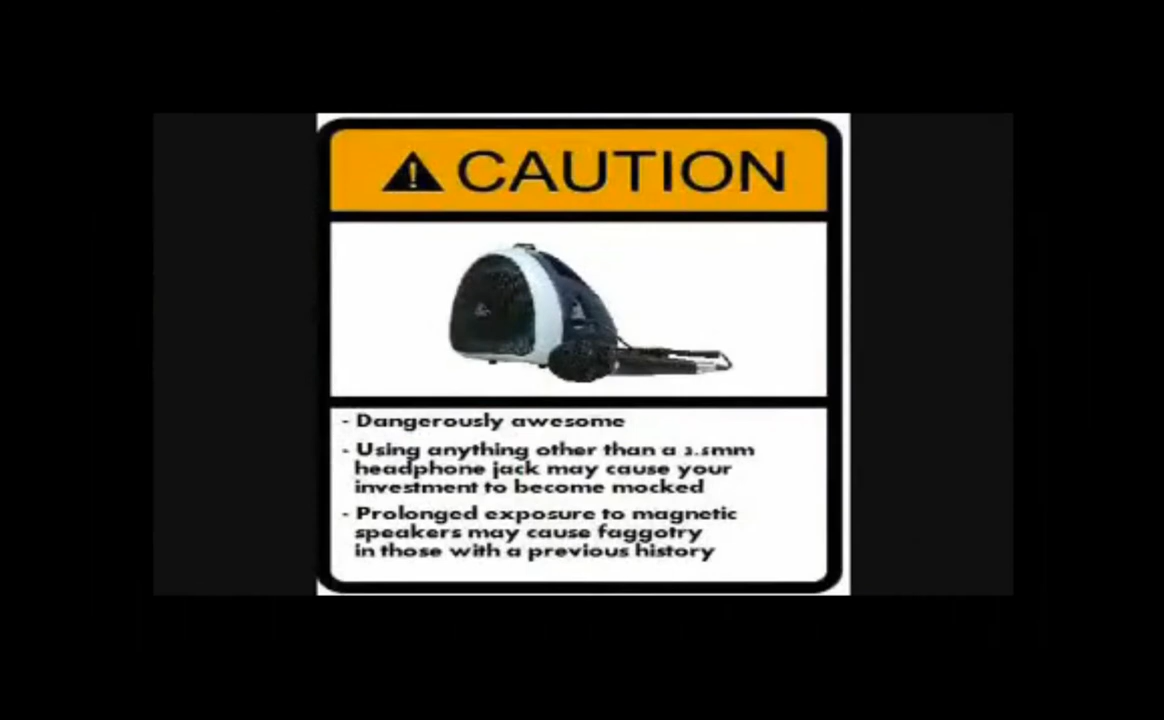 CAUTION
- Dangerously awesome
- Using anything other than a 3.5mm
headphone jack may cause your
investment to become mocked
- Prolonged exposure to magnetic
speakers may cause faggotry
in those with a previous history